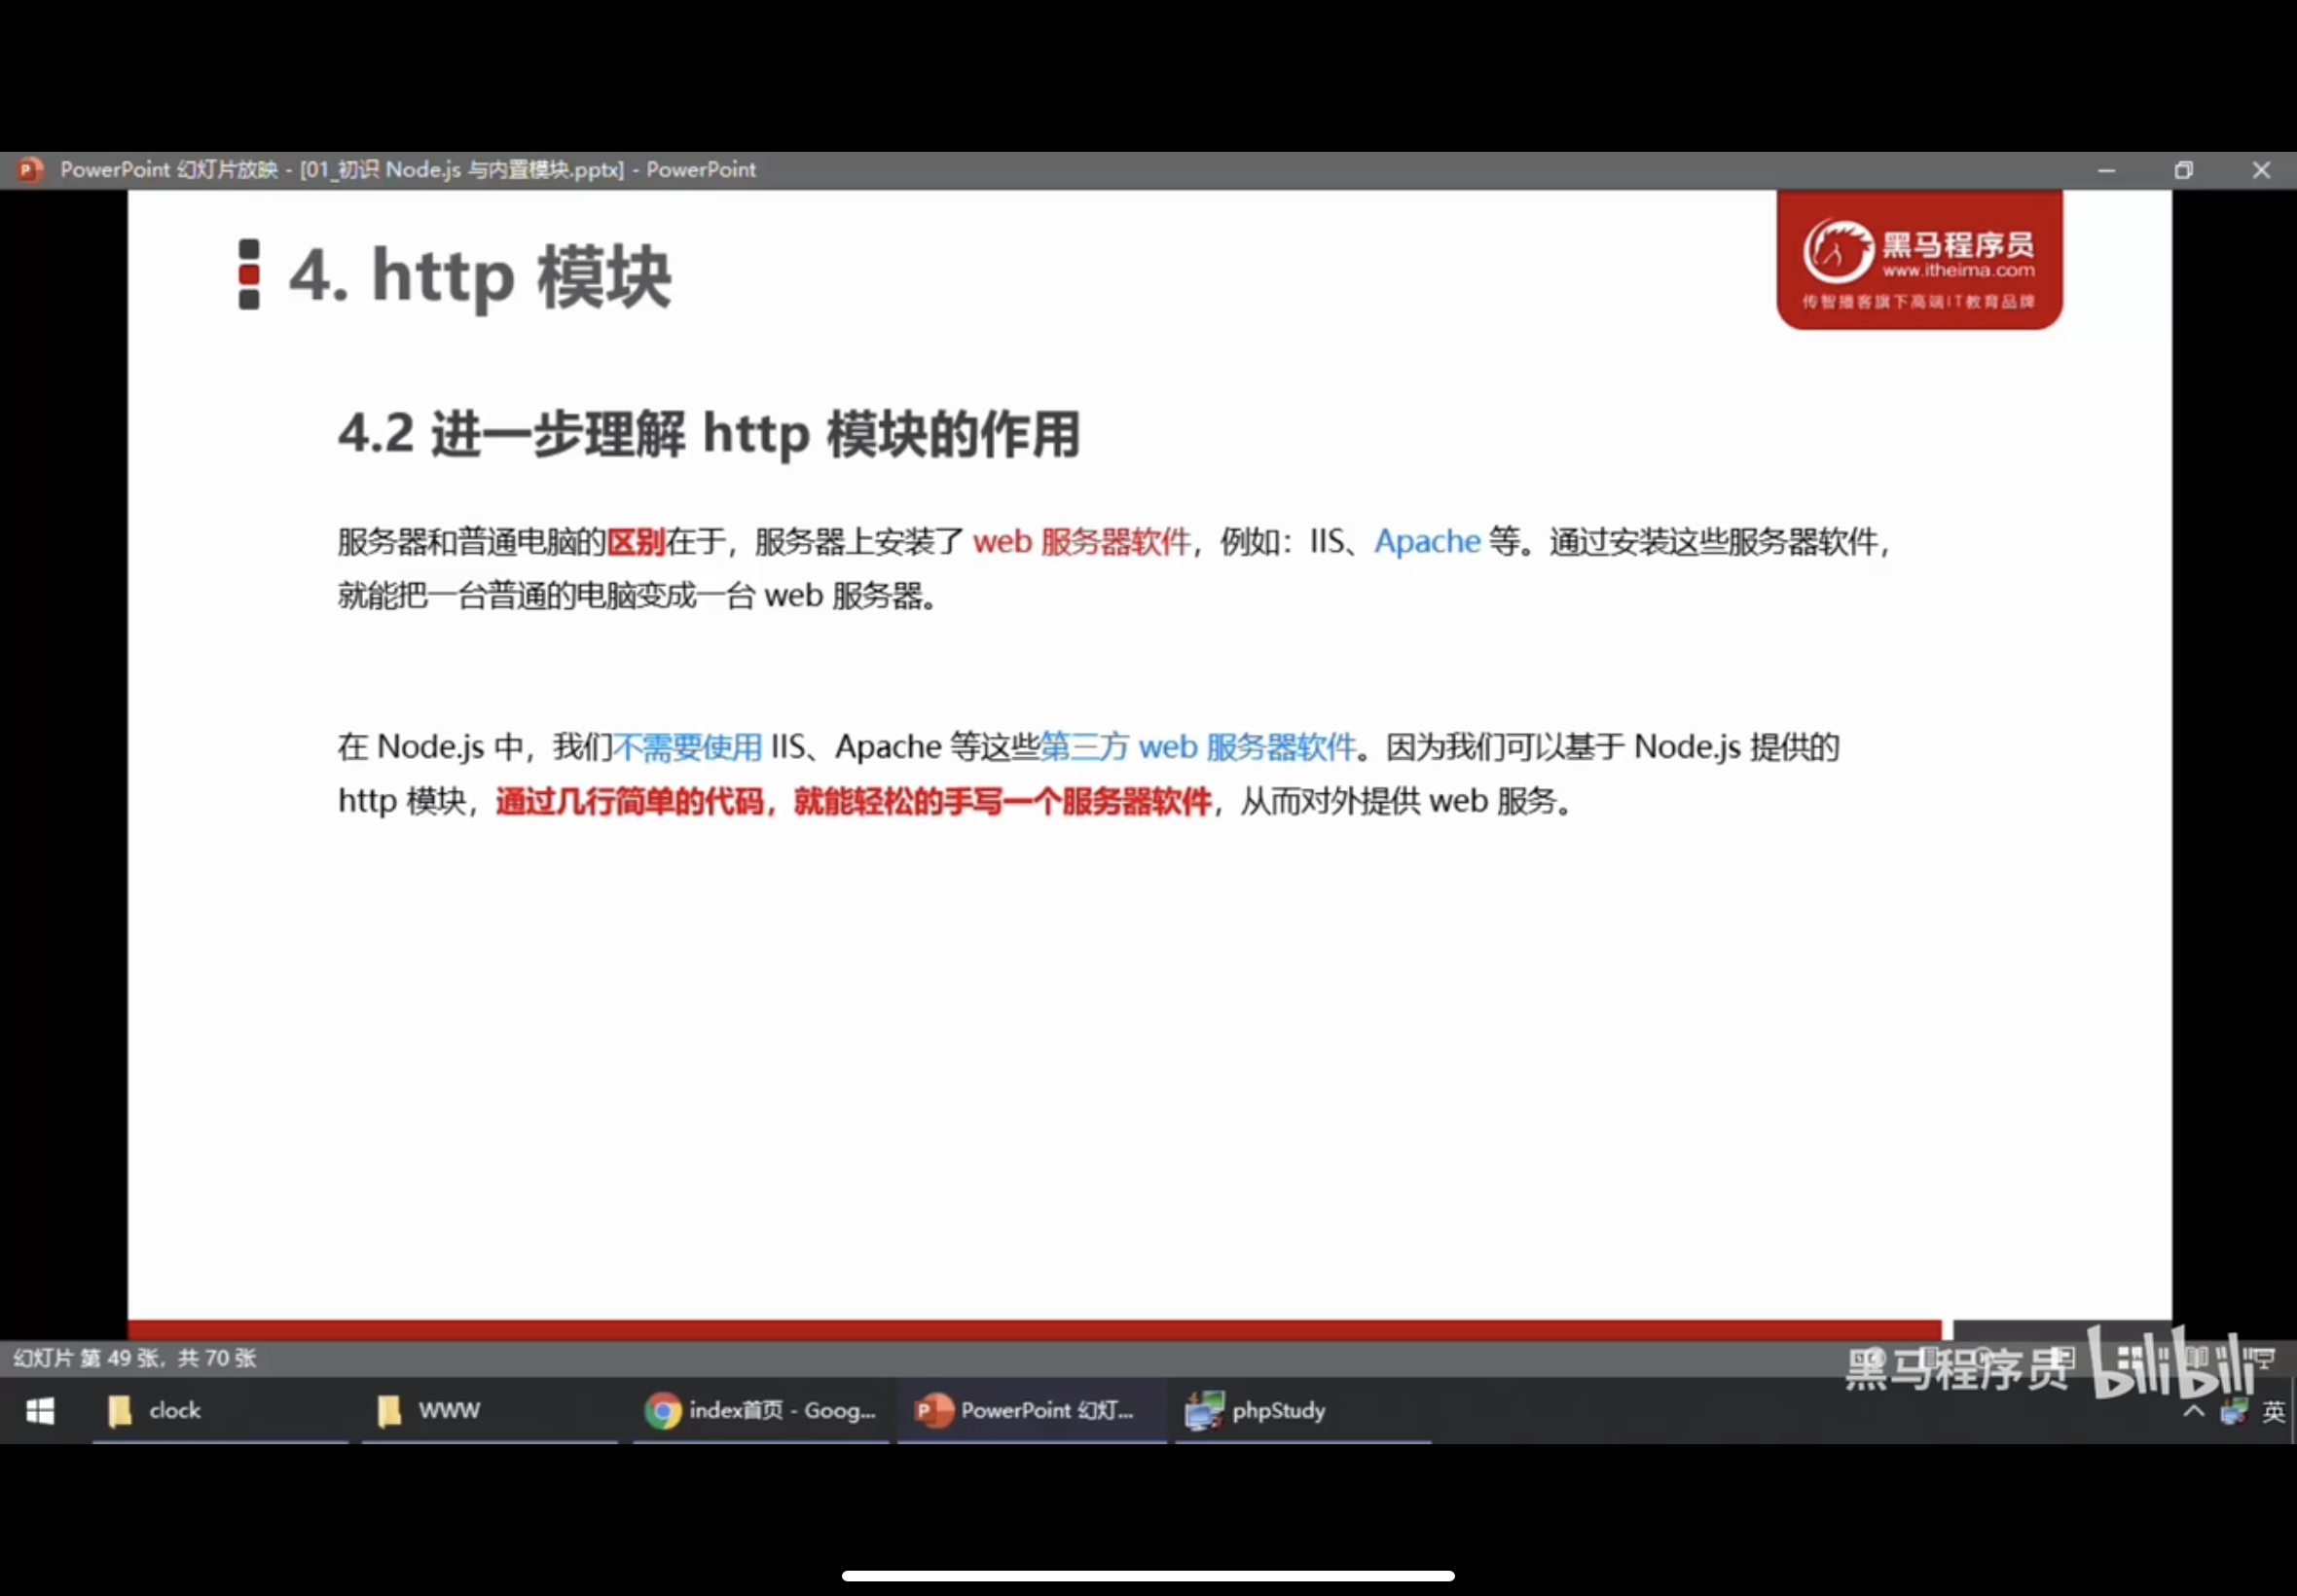 PowerPoint 幻灯片放映 - [01_初识 Node.js 与内置模块.pptx] - PowerPoint
4. http 模块
黑马程序员
www.itheima.com
传智播客旗下高端IT教育品牌
4.2 进一步理解 http 模块的作用
服务器和普通电脑的区别在于，服务器上安装了 web 服务器软件，例如：IIS、Apache 等。通过安装这些服务器软件，
就能把一台普通的电脑变成一台 web 服务器。
在 Node.js 中，我们不需要使用 IIS、Apache 等这些第三方 web 服务器软件。因为我们可以基于 Node.js 提供的
http 模块，通过几行简单的代码，就能轻松的手写一个服务器软件，从而对外提供 web 服务。
幻灯片 第 49 张，共 70 张
黑马程序员 bilibili
clock WWW index首页 - Goog... PowerPoint 幻灯... phpStudy 英